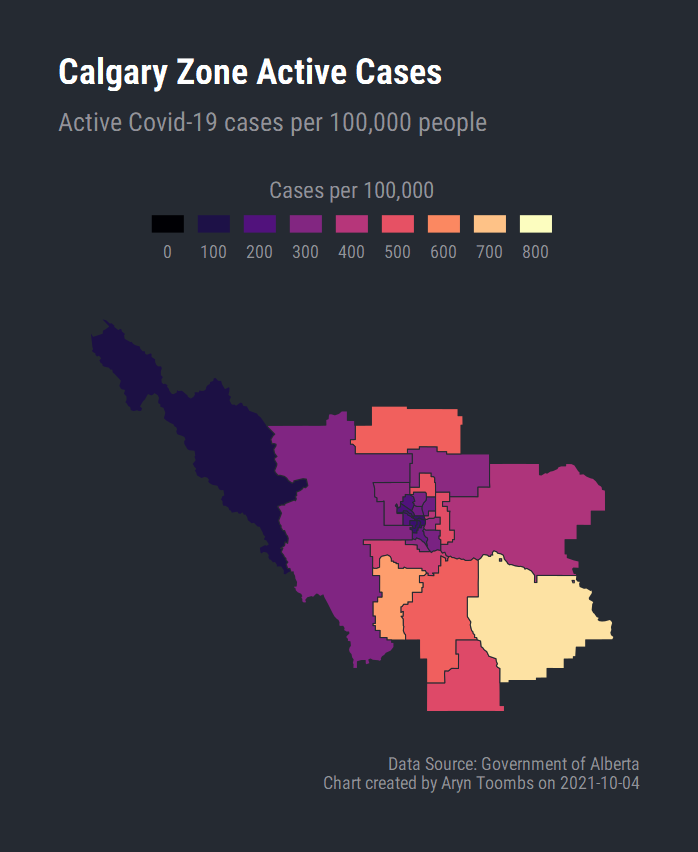 Calgary Zone Active Cases
Active Covid-19 cases per 100,000 people
Cases per 100,000
0 100 200 300 400 500 600 700 800
Data Source: Government of Alberta
Chart created by Aryn Toombs on 2021-10-04